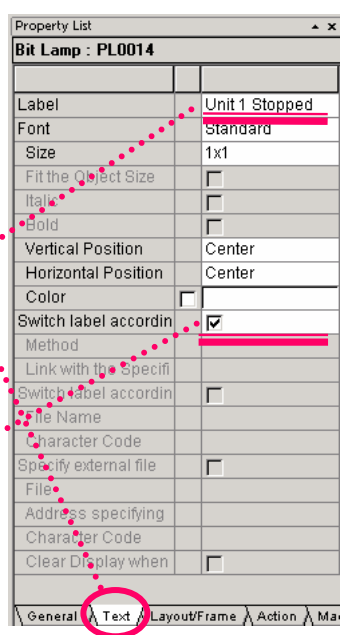 Property List
Bit Lamp : PL0014
Label Unit 1 Stopped
Font Standard
Size 1x1
Fit the Object Size
Italic
Bold
Vertical Position Center
Horizontal Position Center
Color
Switch label accordin
Method
Link with the Specifi
Switch label accordin
File Name
Character Code
Specify external file
File
Address specifying
Character Code
Clear Display when
General Text Layout/Frame Action Ma